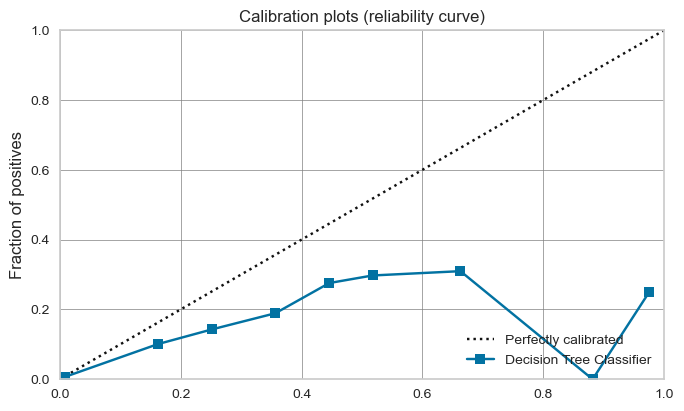 Calibration plots (reliability curve)
1.0
0.8
0.6
0.4
0.2
0.0
Fraction of positives
Perfectly calibrated
Decision Tree Classifier
0.0 0.2 0.4 0.6 0.8 1.0